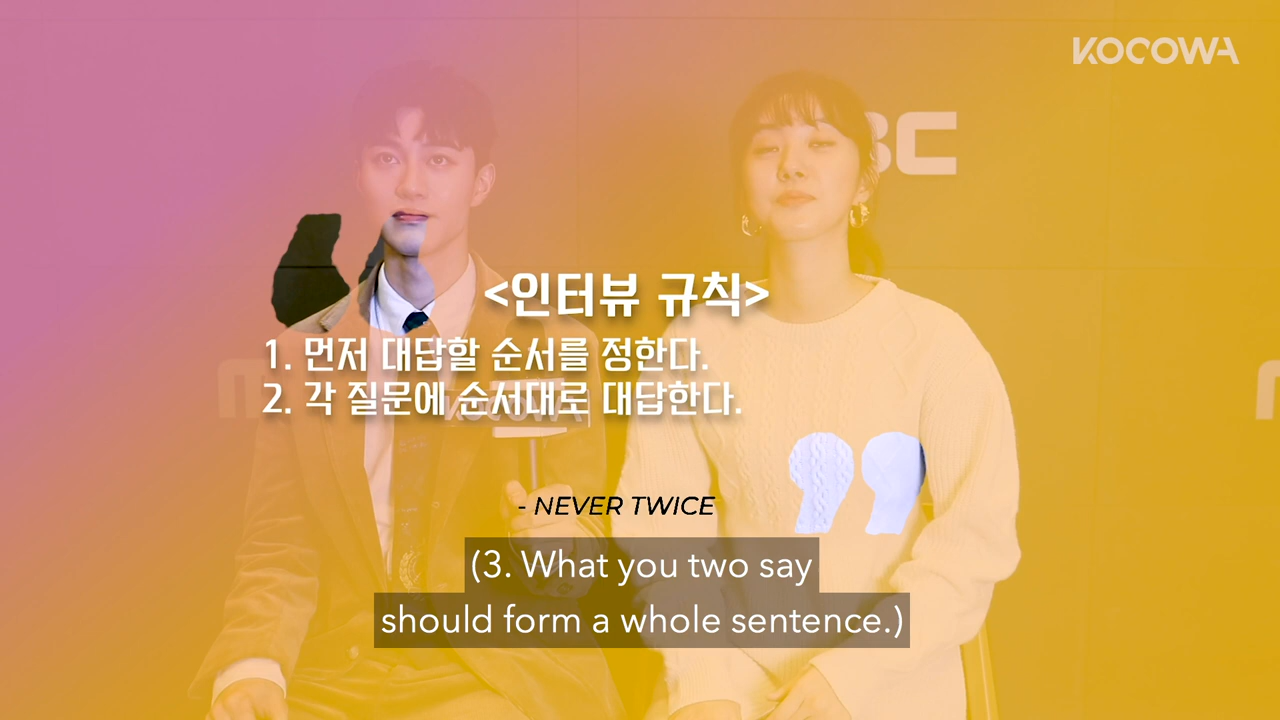 KOCOWA
BC
<인터뷰 규칙>
1. 먼저 대답할 순서를 정한다.
2. 각 질문에 순서대로 대답한다.
KOCOWA
- NEVER TWICE
(3. What you two say
should form a whole sentence.)